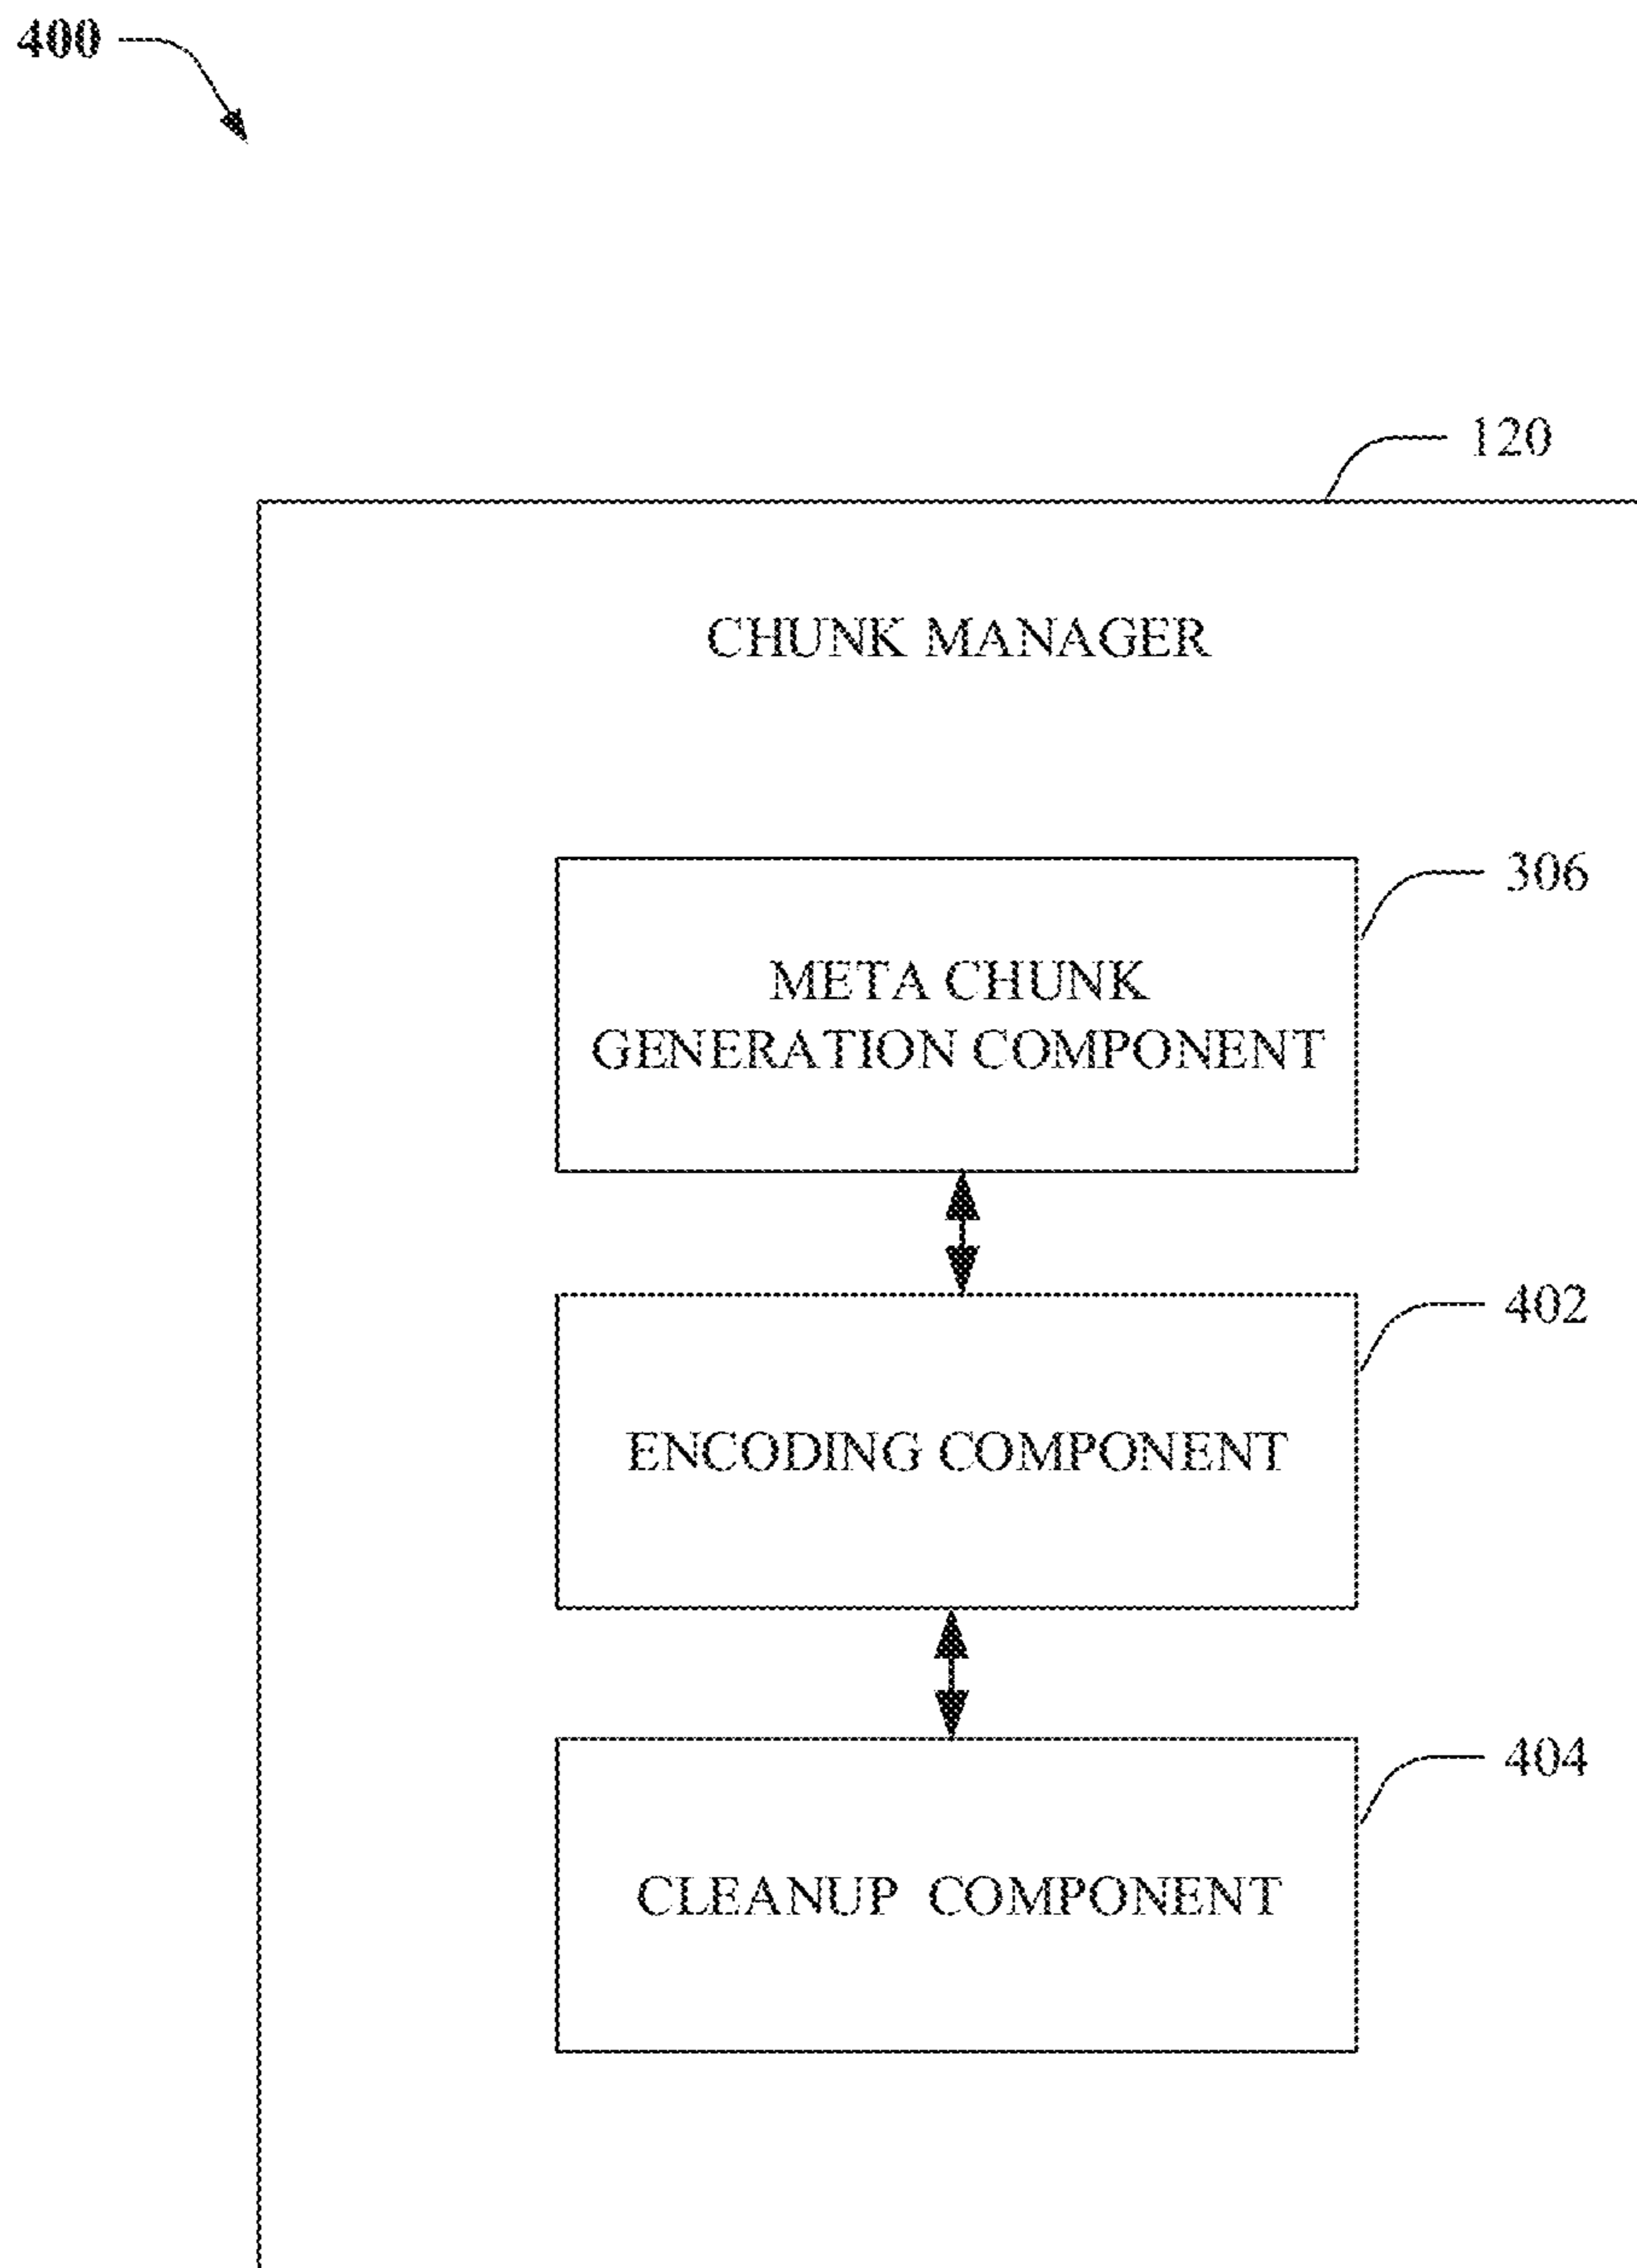 400
120
CHUNK MANAGER
306
META CHUNK
GENERATION COMPONENT
402
ENCODING COMPONENT
404
CLEANUP COMPONENT